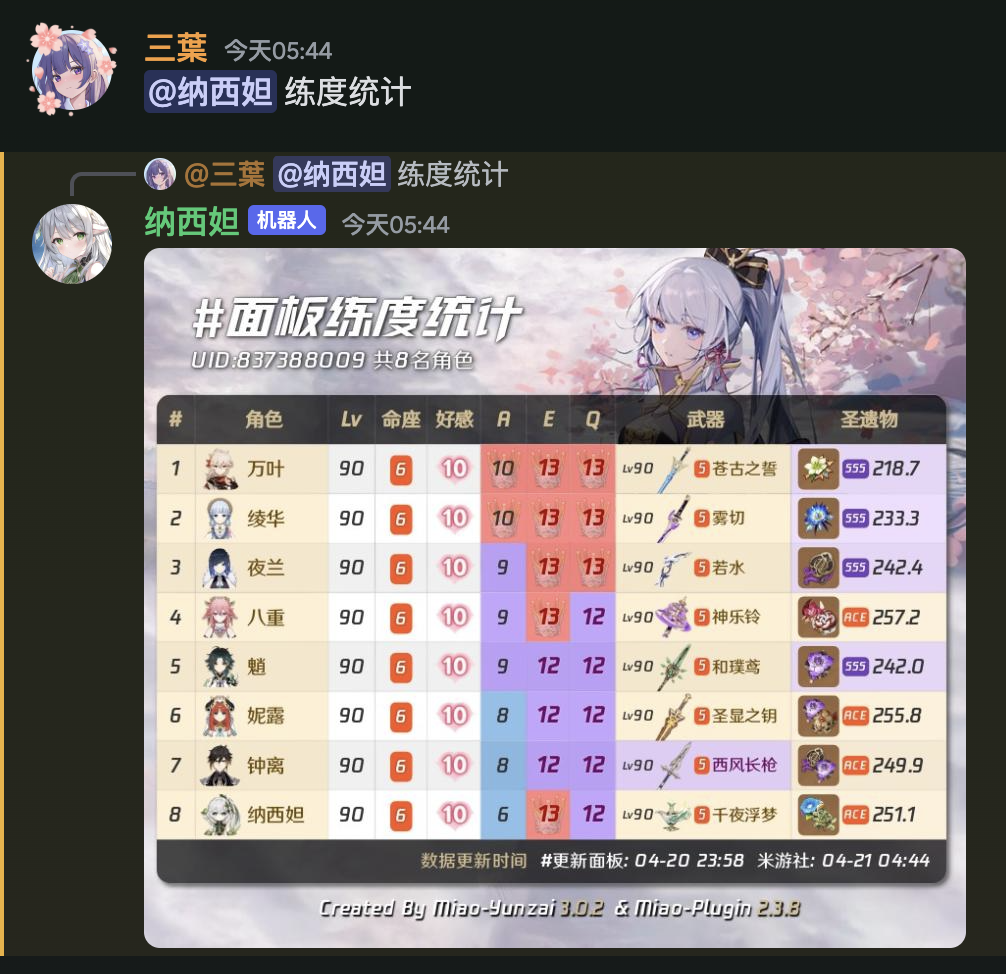 三葉 今天05:44
@纳西妲 练度统计
@三葉 @纳西妲 练度统计
纳西妲 机器人 今天05:44
#面板练度统计
UID:837388009 共8名角色
# 角色 Lv 命座 好感 A E Q 武器 圣遗物
1 万叶 90 6 10 10 13 13 Lv90 5 苍古之誓 SSS 218.7
2 绫华 90 6 10 10 13 13 Lv90 5 雾切 SSS 233.3
3 夜兰 90 6 10 9 13 13 Lv90 5 若水 SSS 242.4
4 八重 90 6 10 9 13 12 Lv90 5 神乐铃 ACE 257.2
5 魈 90 6 10 9 12 12 Lv90 5 和璞鸢 SSS 242.0
6 妮露 90 6 10 8 12 12 Lv90 5 圣显之钥 ACE 255.8
7 钟离 90 6 10 8 12 12 Lv90 5 西风长枪 ACE 249.9
8 纳西妲 90 6 10 6 13 12 Lv90 5 千夜浮梦 ACE 251.1
数据更新时间 #更新面板: 04-20 23:58 米游社: 04-21 04:44
Created By Miao-Yunzai 3.0.2 & Miao-Plugin 2.3.8